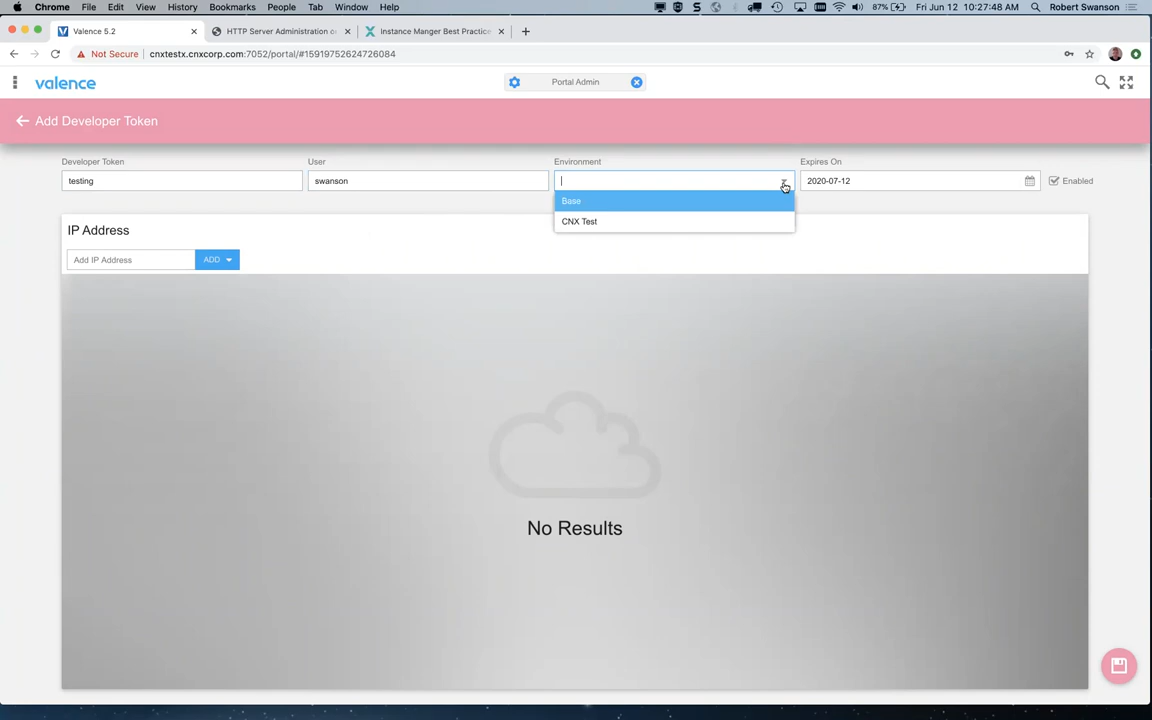 Chrome File Edit View History Bookmarks People Tab Window Help 87% Fri Jun 12 10:27:48 AM Robert Swanson
Valence 5.2 HTTP Server Administration o Instance Manger Best Practice
Not Secure cnxtestx.cnxcorp.com:7052/portal/#15919752624726084
valence Portal Admin
Add Developer Token
Developer Token User Environment Expires On
testing swanson 2020-07-12 Enabled
Base
CNX Test
IP Address
Add IP Address ADD
No Results